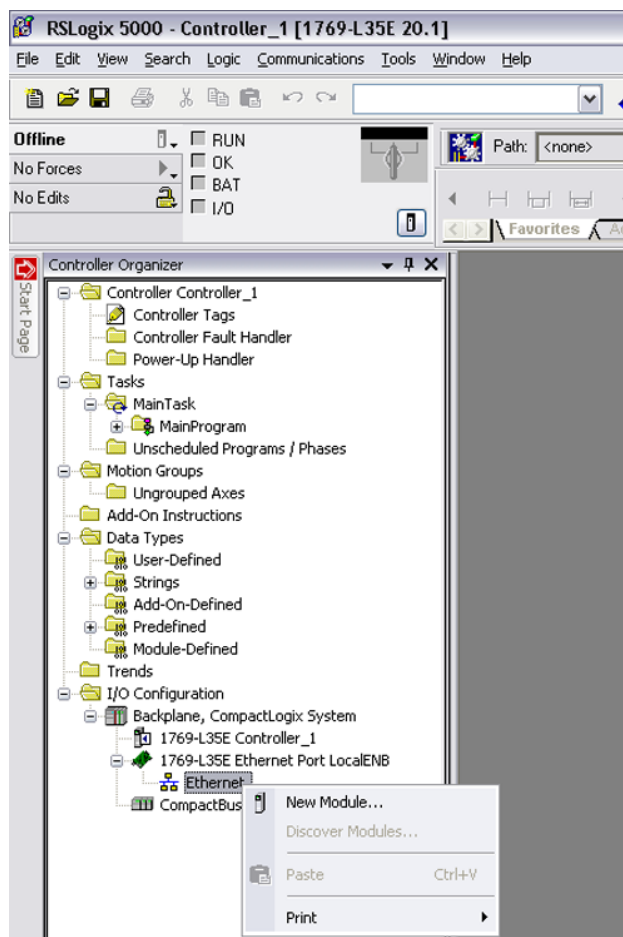 RSLogix 5000 - Controller_1 [1769-L35E 20.1]
File Edit View Search Logic Communications Tools Window Help
Offline
RUN
No Forces
OK
No Edits
BAT
I/O
Path: <none>
Favorites
Start Page
Controller Organizer
Controller Controller_1
Controller Tags
Controller Fault Handler
Power-Up Handler
Tasks
MainTask
MainProgram
Unscheduled Programs / Phases
Motion Groups
Ungrouped Axes
Add-On Instructions
Data Types
User-Defined
Strings
Add-On-Defined
Predefined
Module-Defined
Trends
I/O Configuration
Backplane, CompactLogix System
1769-L35E Controller_1
1769-L35E Ethernet Port LocalENB
Ethernet
CompactBus
New Module...
Discover Modules...
Paste Ctrl+V
Print